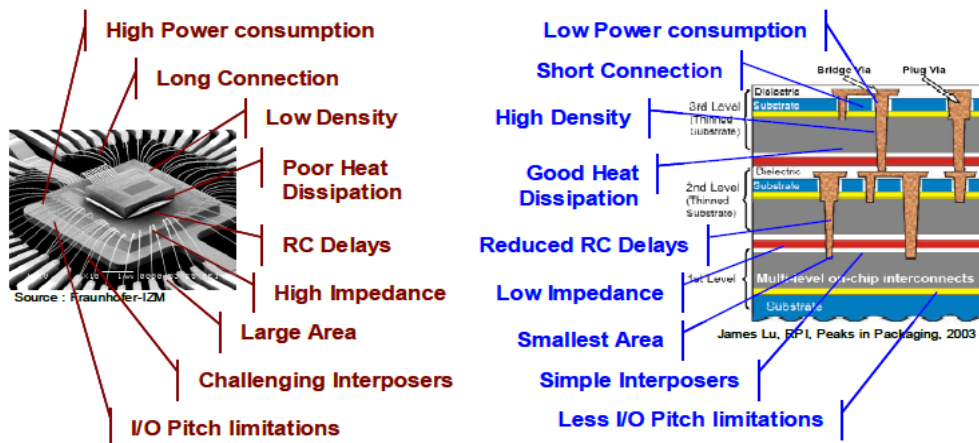 High Power consumption
Long Connection
Low Density
Poor Heat
Dissipation
RC Delays
High Impedance
Source : Fraunhofer-IZM
Large Area
Challenging Interposers
I/O Pitch limitations
Low Power consumption
Short Connection
Bridge Via
Plug Via
High Density
Dielectric
Substrate
3rd Level
(Thinned
Substrate)
Good Heat
Dissipation
Dielectric
Substrate
2nd Level
(Thinned
Substrate)
Reduced RC Delays
Low Impedance
1st Level
Multi-level on-chip interconnects
Substrate
Smallest Area
James Lu, RPI, Peaks in Packaging, 2003
Simple Interposers
Less I/O Pitch limitations